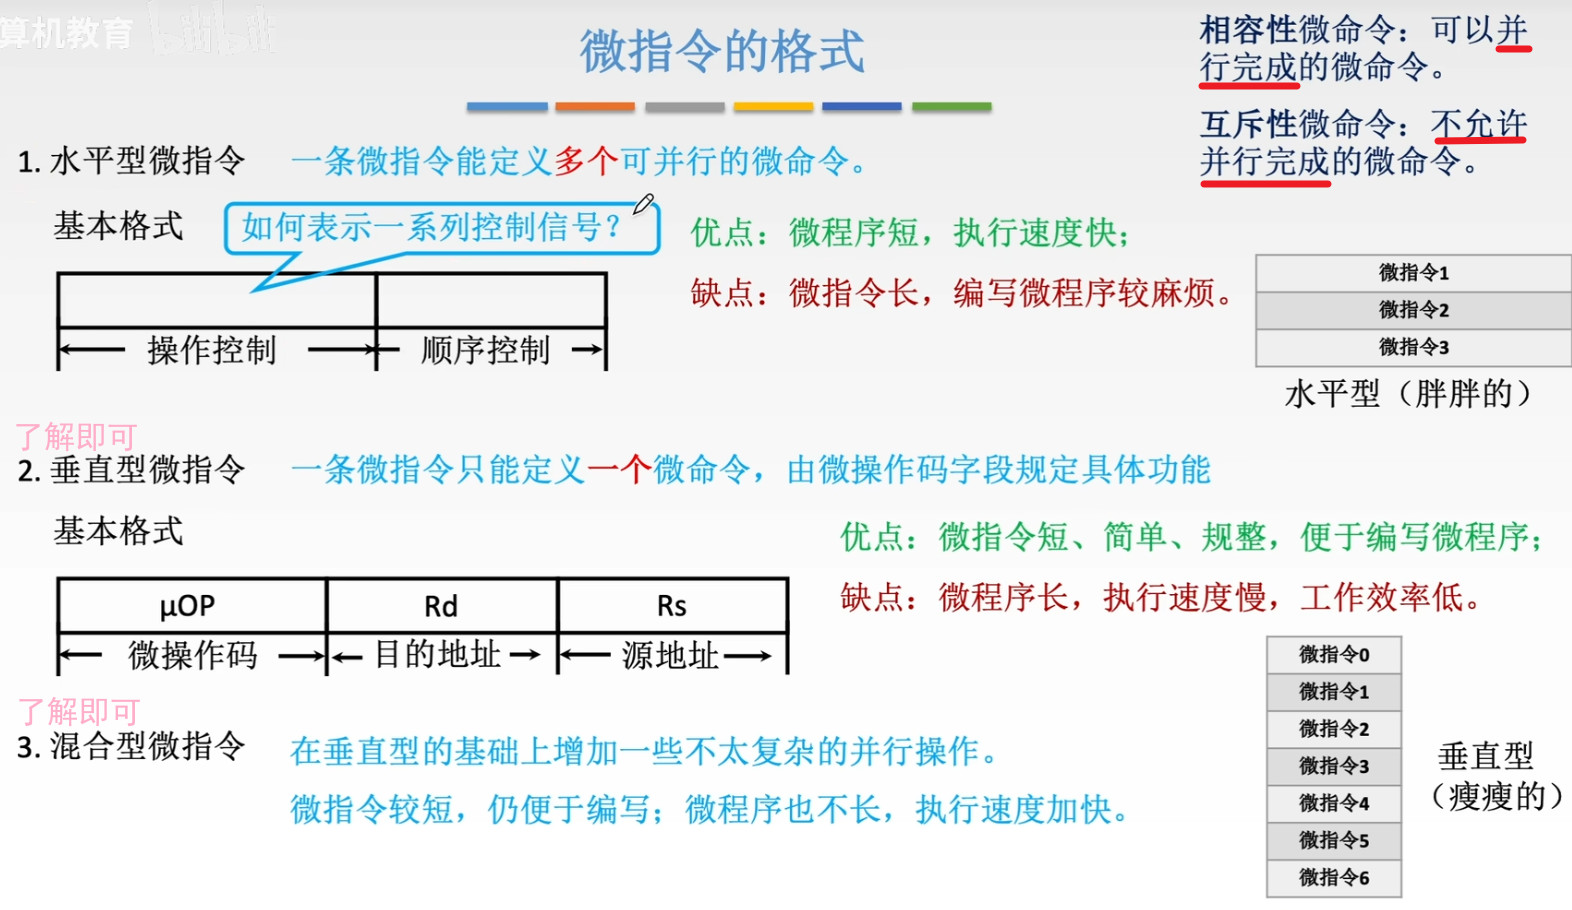 算机教育 bilibili
微指令的格式
相容性微命令：可以并
行完成的微命令。
互斥性微命令：不允许
并行完成的微命令。
1. 水平型微指令 一条微指令能定义多个可并行的微命令。
基本格式 如何表示一系列控制信号？
优点：微程序短，执行速度快；
缺点：微指令长，编写微程序较麻烦。
操作控制 顺序控制
微指令1
微指令2
微指令3
水平型（胖胖的）
了解即可
2. 垂直型微指令 一条微指令只能定义一个微命令，由微操作码字段规定具体功能
基本格式
优点：微指令短、简单、规整，便于编写微程序；
缺点：微程序长，执行速度慢，工作效率低。
μOP Rd Rs
微操作码 目的地址 源地址
了解即可
3. 混合型微指令 在垂直型的基础上增加一些不太复杂的并行操作。
微指令较短，仍便于编写；微程序也不长，执行速度加快。
微指令0
微指令1
微指令2
微指令3
微指令4
微指令5
微指令6
垂直型
（瘦瘦的）